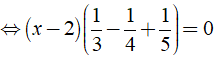 ⇔ (x − 2)(1/3 − 1/4 + 1/5) = 0